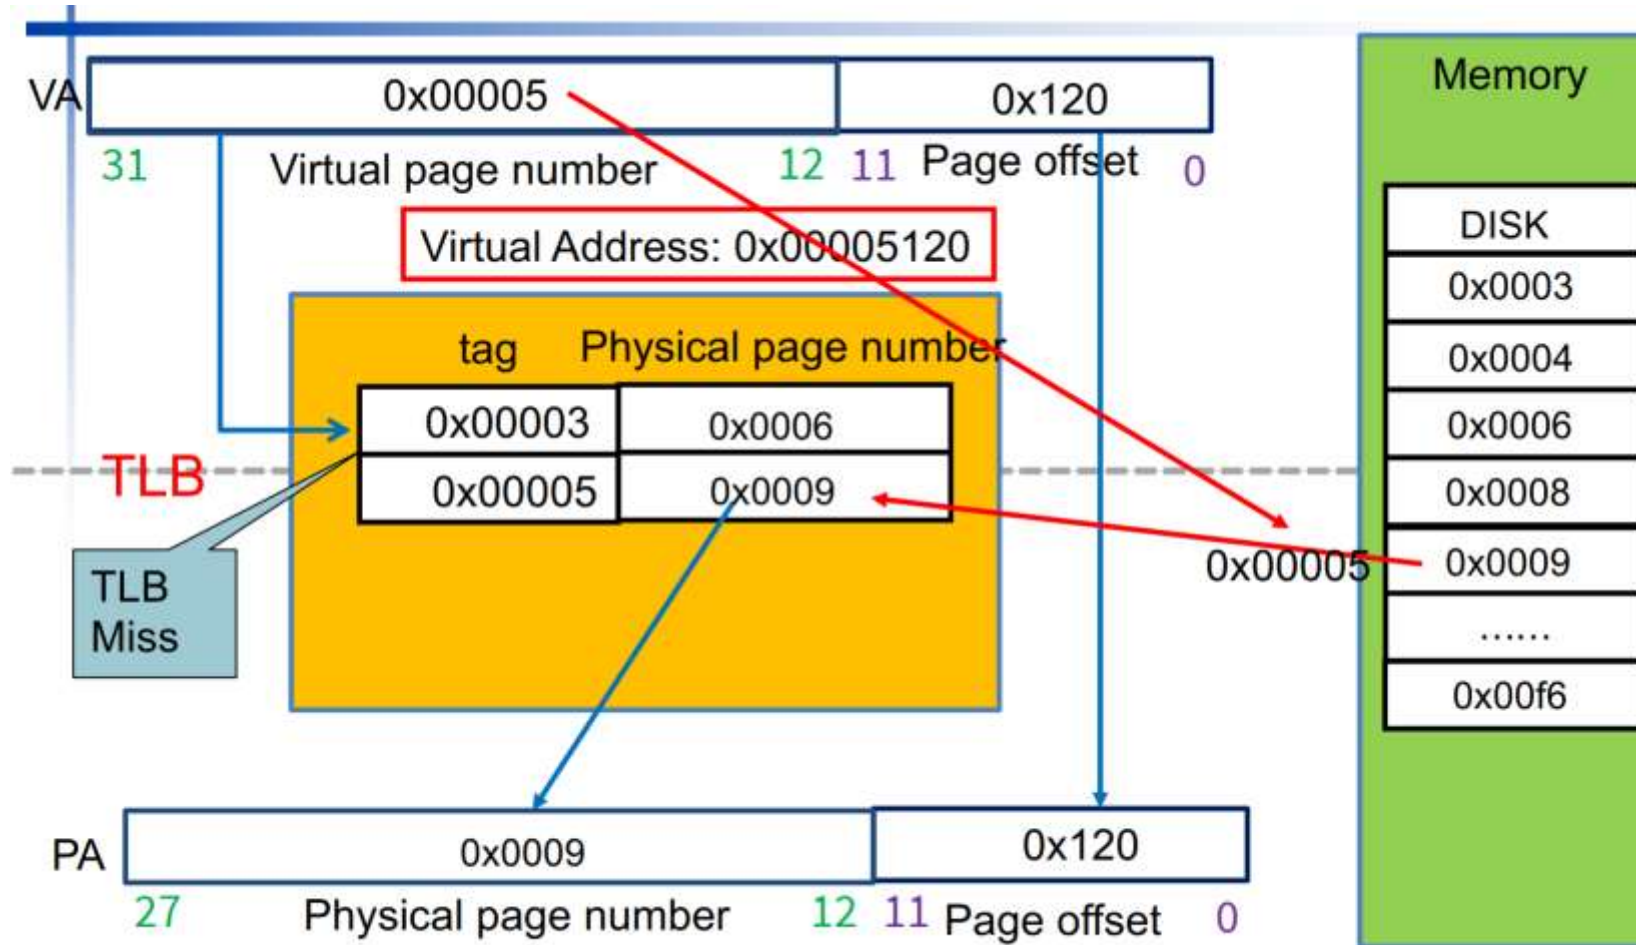 VA
0x00005
0x120
31
Virtual page number
12
11
Page offset
0
Virtual Address: 0x00005120
tag
Physical page number
0x00003
0x0006
0x00005
0x0009
TLB
TLB
Miss
Memory
DISK
0x0003
0x0004
0x0006
0x0008
0x00005
0x0009
......
0x00f6
PA
0x0009
0x120
27
Physical page number
12
11
Page offset
0